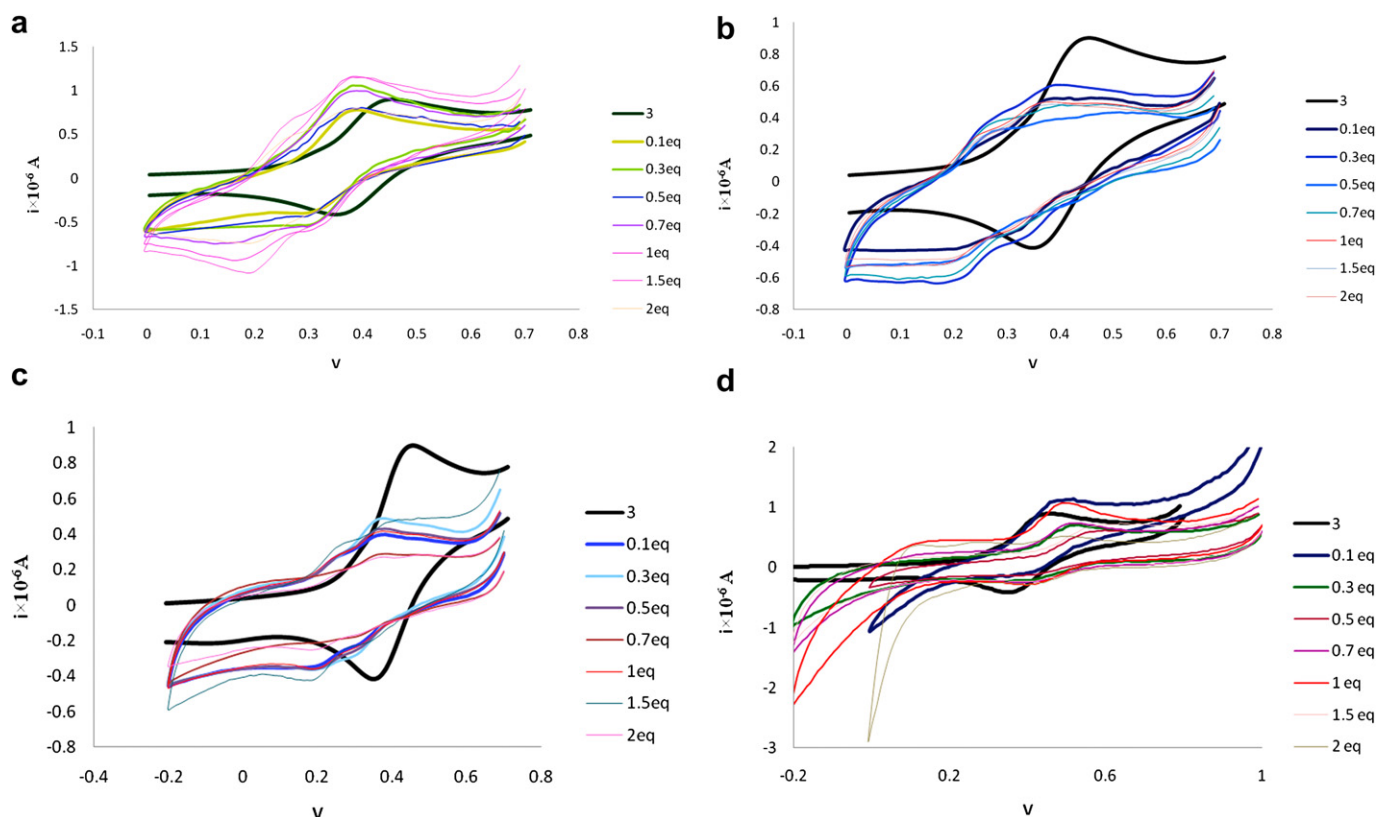 a
i×10⁻⁶ A
1.5
1
0.5
0
-0.5
-1
-1.5
-0.1 0 0.1 0.2 0.3 0.4 0.5 0.6 0.7 0.8
V
3
0.1eq
0.3eq
0.5eq
0.7eq
1eq
1.5eq
2eq
b
i×10⁻⁶ A
1
0.8
0.6
0.4
0.2
0
-0.2
-0.4
-0.6
-0.8
-0.1 0 0.1 0.2 0.3 0.4 0.5 0.6 0.7 0.8
V
3
0.1eq
0.3eq
0.5eq
0.7eq
1eq
1.5eq
2eq
c
i×10⁻⁶A
1
0.8
0.6
0.4
0.2
0
-0.2
-0.4
-0.6
-0.8
-0.4 -0.2 0 0.2 0.4 0.6 0.8
V
3
0.1eq
0.3eq
0.5eq
0.7eq
1eq
1.5eq
2eq
d
i×10⁻⁶A
2
1
0
-1
-2
-3
-0.2 0.2 0.6 1
V
3
0.1 eq
0.3 eq
0.5 eq
0.7 eq
1 eq
1.5 eq
2 eq